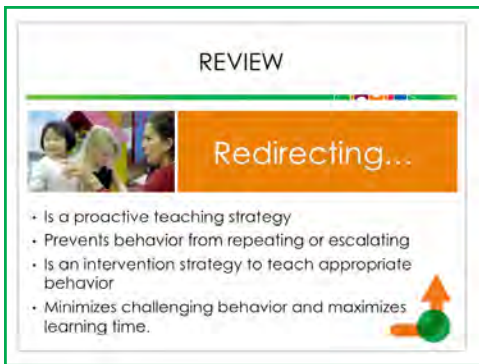 REVIEW
Redirecting...
• Is a proactive teaching strategy
• Prevents behavior from repeating or escalating
• Is an intervention strategy to teach appropriate
behavior
• Minimizes challenging behavior and maximizes
learning time.